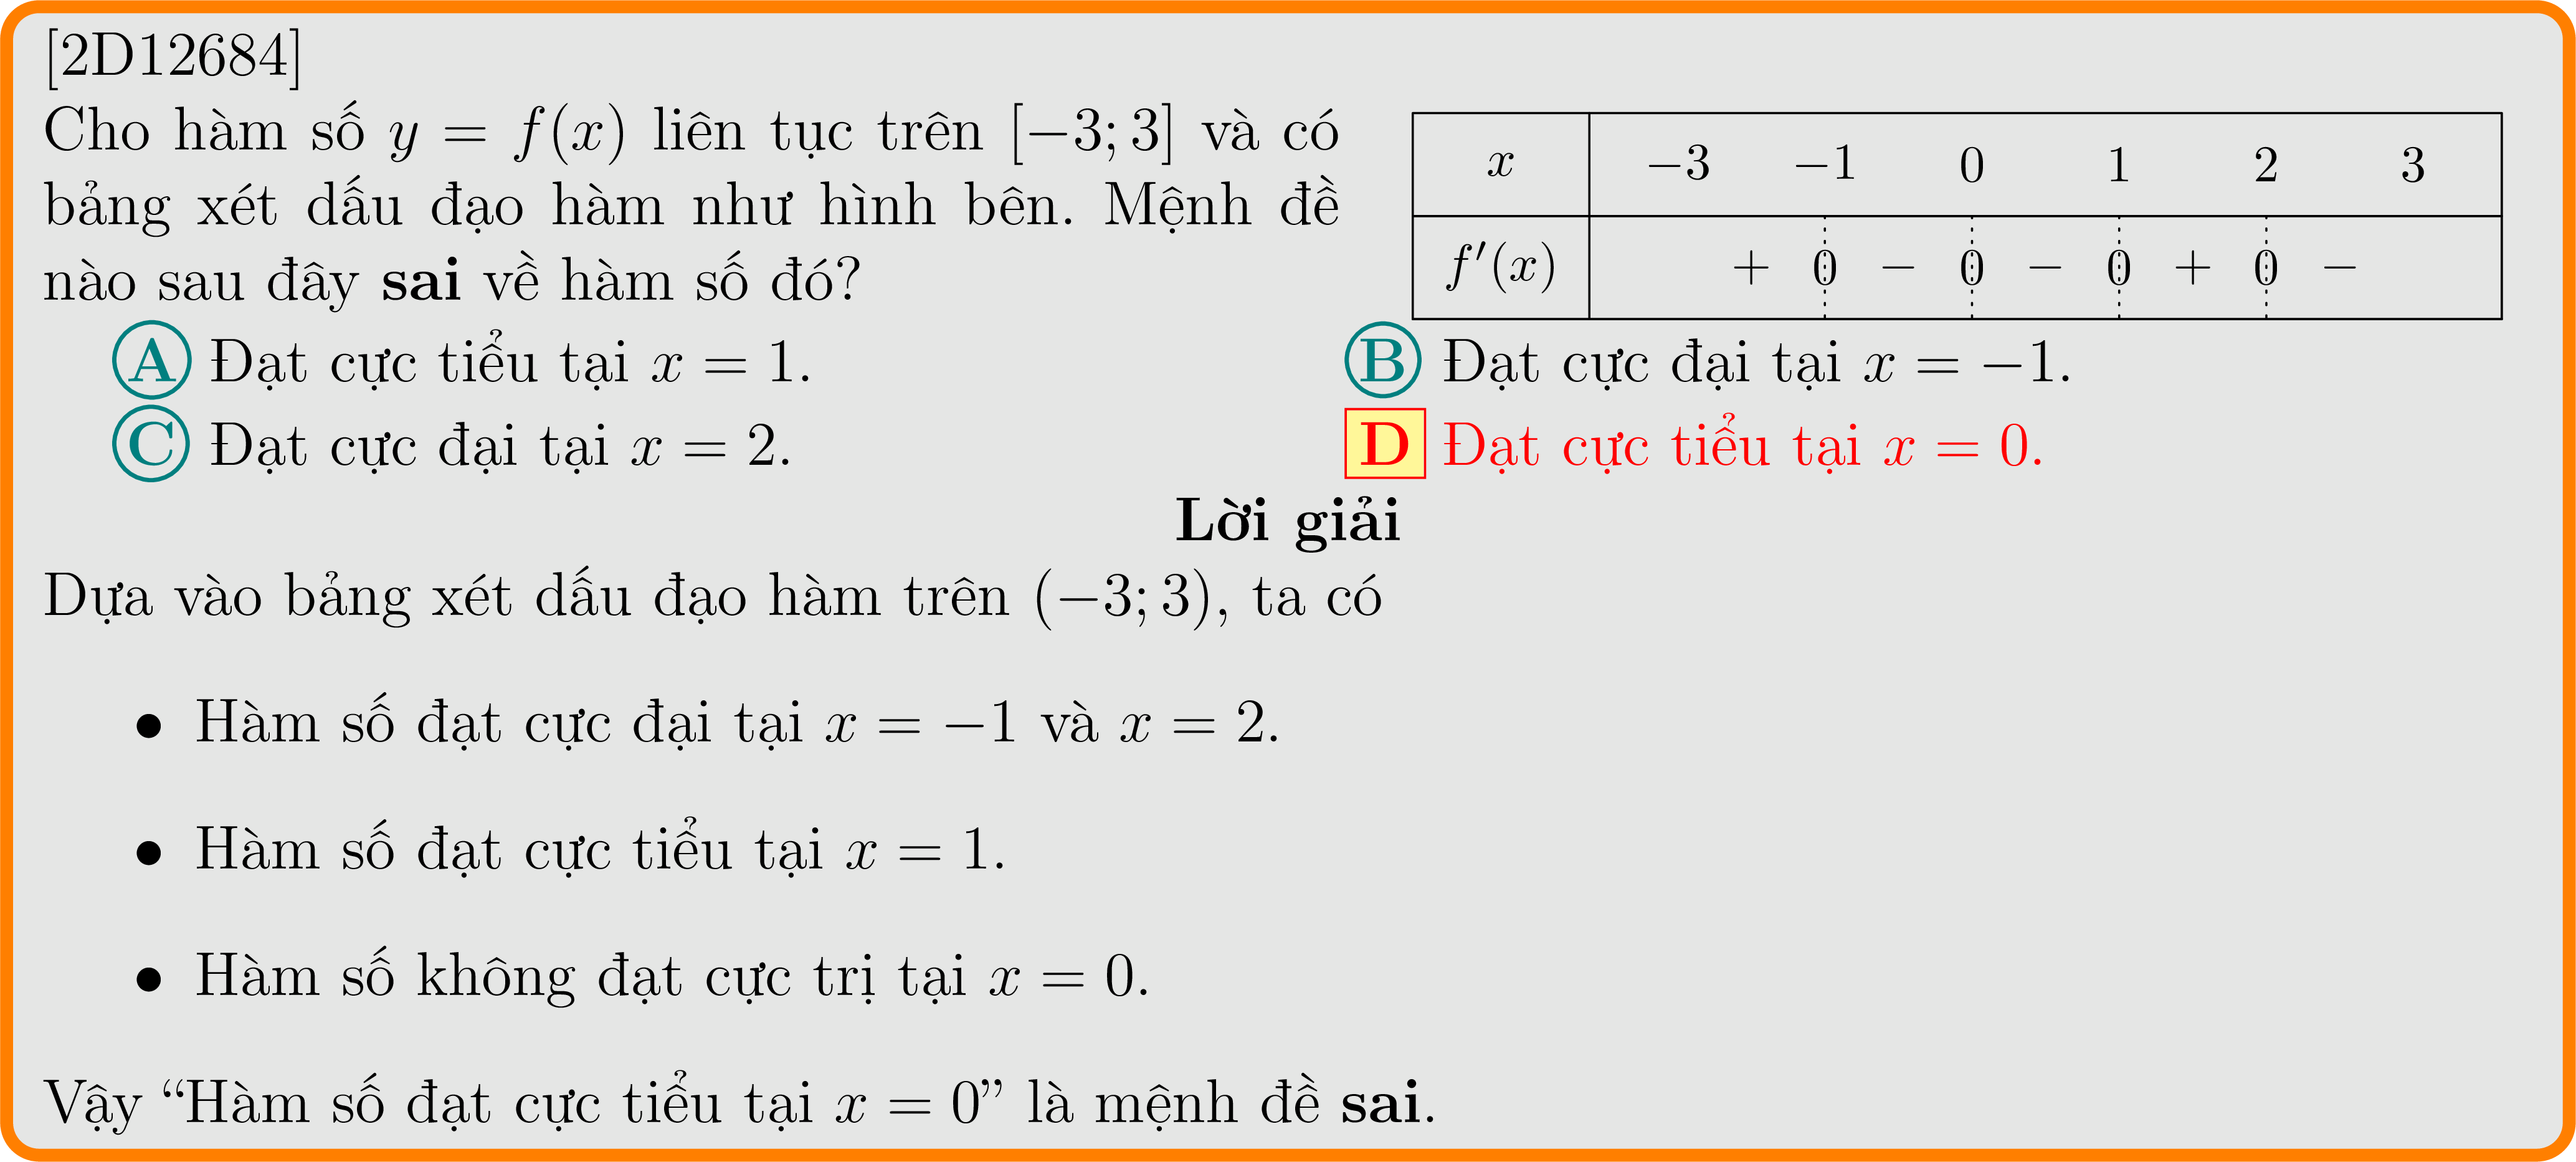 [2D12684]
Cho hàm số y = f(x) liên tục trên [−3; 3] và có
bảng xét dấu đạo hàm như hình bên. Mệnh đề
nào sau đây sai về hàm số đó?
x −3 −1 0 1 2 3
f′(x) + 0 − 0 − 0 + 0 −
A Đạt cực tiểu tại x = 1.
B Đạt cực đại tại x = −1.
C Đạt cực đại tại x = 2.
D Đạt cực tiểu tại x = 0.
Lời giải
Dựa vào bảng xét dấu đạo hàm trên (−3; 3), ta có
• Hàm số đạt cực đại tại x = −1 và x = 2.
• Hàm số đạt cực tiểu tại x = 1.
• Hàm số không đạt cực trị tại x = 0.
Vậy “Hàm số đạt cực tiểu tại x = 0” là mệnh đề sai.